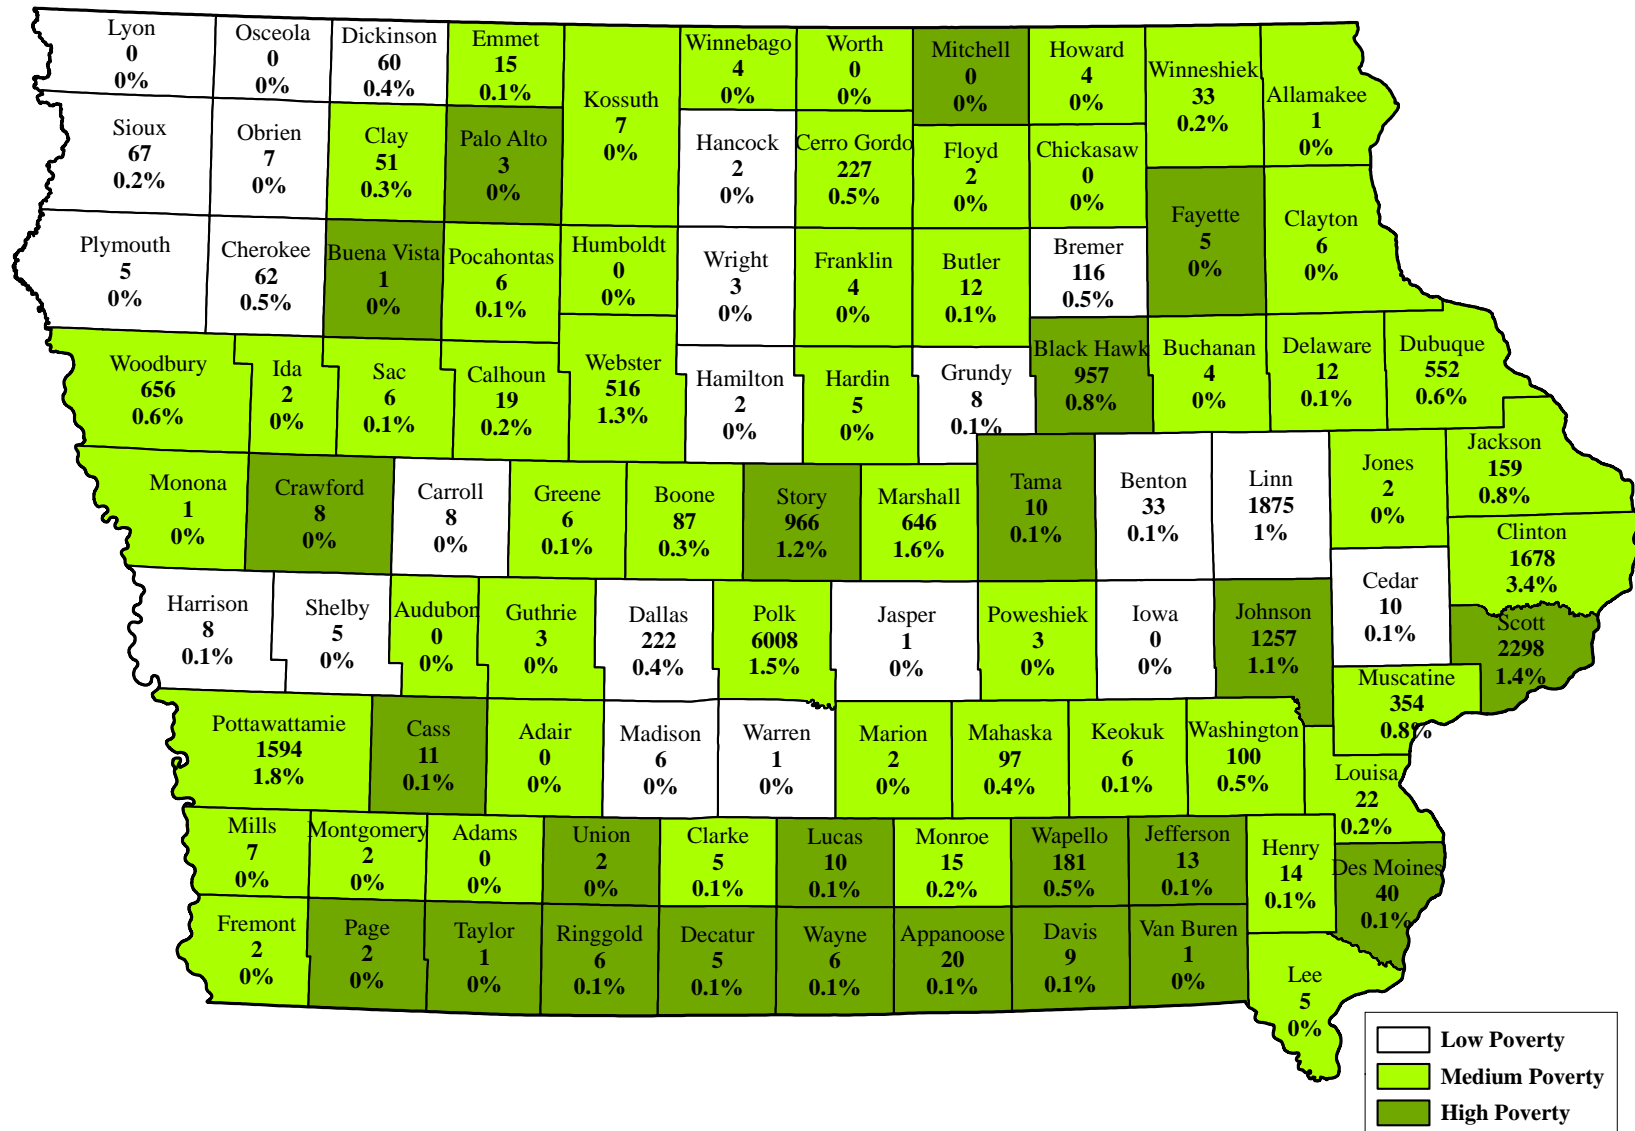 Lyon
0
0%
Osceola
0
0%
Dickinson
60
0.4%
Emmet
15
0.1%
Kossuth
7
0%
Winnebago
4
0%
Worth
0
0%
Mitchell
0
0%
Howard
4
0%
Winneshiek
33
0.2%
Allamakee
1
0%
Sioux
67
0.2%
Obrien
7
0%
Clay
51
0.3%
Palo Alto
3
0%
Hancock
2
0%
Cerro Gordo
227
0.5%
Floyd
2
0%
Chickasaw
0
0%
Fayette
5
0%
Clayton
6
0%
Plymouth
5
0%
Cherokee
62
0.5%
Buena Vista
1
0%
Pocahontas
6
0.1%
Humboldt
0
0%
Wright
3
0%
Franklin
4
0%
Butler
12
0.1%
Bremer
116
0.5%
Woodbury
656
0.6%
Ida
2
0%
Sac
6
0.1%
Calhoun
19
0.2%
Webster
516
1.3%
Hamilton
2
0%
Hardin
5
0%
Grundy
8
0.1%
Black Hawk
957
0.8%
Buchanan
4
0%
Delaware
12
0.1%
Dubuque
552
0.6%
Monona
1
0%
Crawford
8
0%
Carroll
8
0%
Greene
6
0.1%
Boone
87
0.3%
Story
966
1.2%
Marshall
646
1.6%
Tama
10
0.1%
Benton
33
0.1%
Linn
1875
1%
Jones
2
0%
Jackson
159
0.8%
Clinton
1678
3.4%
Harrison
8
0.1%
Shelby
5
0%
Audubon
0
0%
Guthrie
3
0%
Dallas
222
0.4%
Polk
6008
1.5%
Jasper
1
0%
Poweshiek
3
0%
Iowa
0
0%
Johnson
1257
1.1%
Cedar
10
0.1%
Scott
2298
1.4%
Muscatine
354
0.8%
Pottawattamie
1594
1.8%
Cass
11
0.1%
Adair
0
0%
Madison
6
0%
Warren
1
0%
Marion
2
0%
Mahaska
97
0.4%
Keokuk
6
0.1%
Washington
100
0.5%
Louisa
22
0.2%
Mills
7
0%
Montgomery
2
0%
Adams
0
0%
Union
2
0%
Clarke
5
0.1%
Lucas
10
0.1%
Monroe
15
0.2%
Wapello
181
0.5%
Jefferson
13
0.1%
Henry
14
0.1%
Des Moines
40
0.1%
Fremont
2
0%
Page
2
0%
Taylor
1
0%
Ringgold
6
0.1%
Decatur
5
0.1%
Wayne
6
0.1%
Appanoose
20
0.1%
Davis
9
0.1%
Van Buren
1
0%
Lee
5
0%
Low Poverty
Medium Poverty
High Poverty